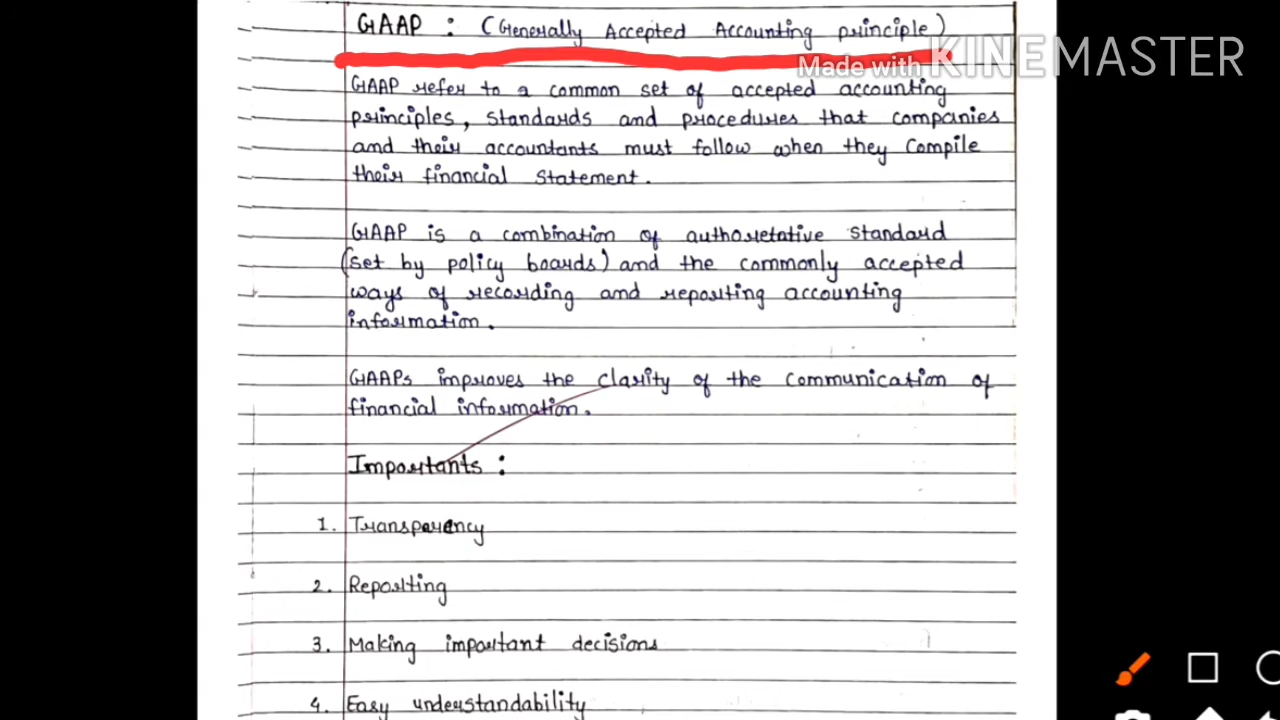 GAAP : (Generally Accepted Accounting principle)
Made with KINEMASTER
GAAP refer to a common set of accepted accounting
principles, standards and procedures that companies
and their accountants must follow when they compile
their financial statement.
GAAP is a combination of authoretative standard
(set by policy boards) and the commonly accepted
ways of recording and reporting accounting
information.
GAAPs improves the clarity of the communication of
financial information.
Importants :
1. Transparency
2. Reporting
3. Making important decisions
4. Easy understandability